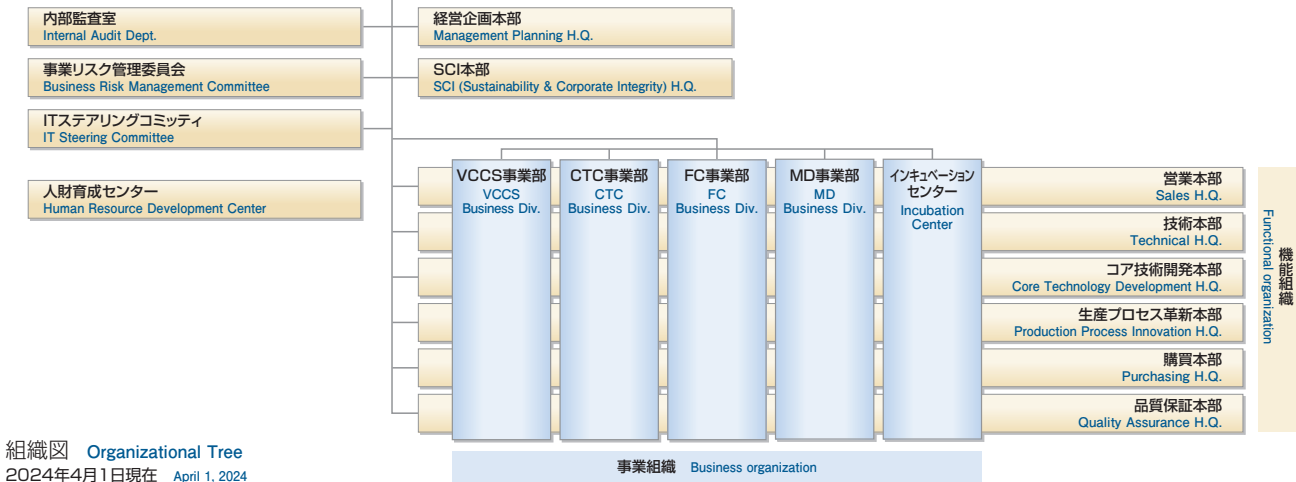 内部監査室
Internal Audit Dept.
経営企画本部
Management Planning H.Q.
事業リスク管理委員会
Business Risk Management Committee
SCI本部
SCI (Sustainability & Corporate Integrity) H.Q.
ITステアリングコミッティ
IT Steering Committee
人財育成センター
Human Resource Development Center
VCCS事業部
VCCS
Business Div.
CTC事業部
CTC
Business Div.
FC事業部
FC
Business Div.
MD事業部
MD
Business Div.
インキュベーション
センター
Incubation
Center
営業本部
Sales H.Q.
技術本部
Technical H.Q.
コア技術開発本部
Core Technology Development H.Q.
生産プロセス革新本部
Production Process Innovation H.Q.
購買本部
Purchasing H.Q.
品質保証本部
Quality Assurance H.Q.
機能組織
Functional organization
事業組織 Business organization
組織図 Organizational Tree
2024年4月1日現在 April 1, 2024